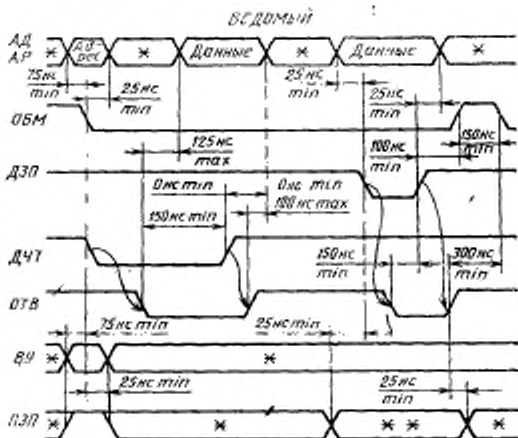 ВЕДОМЫЙ
АД
АР
* Ад-
рес * Данные * Данные *
75нс
min
25нс
min
25нс
min
25нс
min
ОБМ
125нс
max
100нс
min
150нс
min
ДЗП
0нс min
0нс min
150нс min
100нс max
ДЧТ
150нс
min
300нс
min
ОТВ
75нс min
25нс min
ВУ * *
25нс min
25нс
min
ПЗП * * * * *